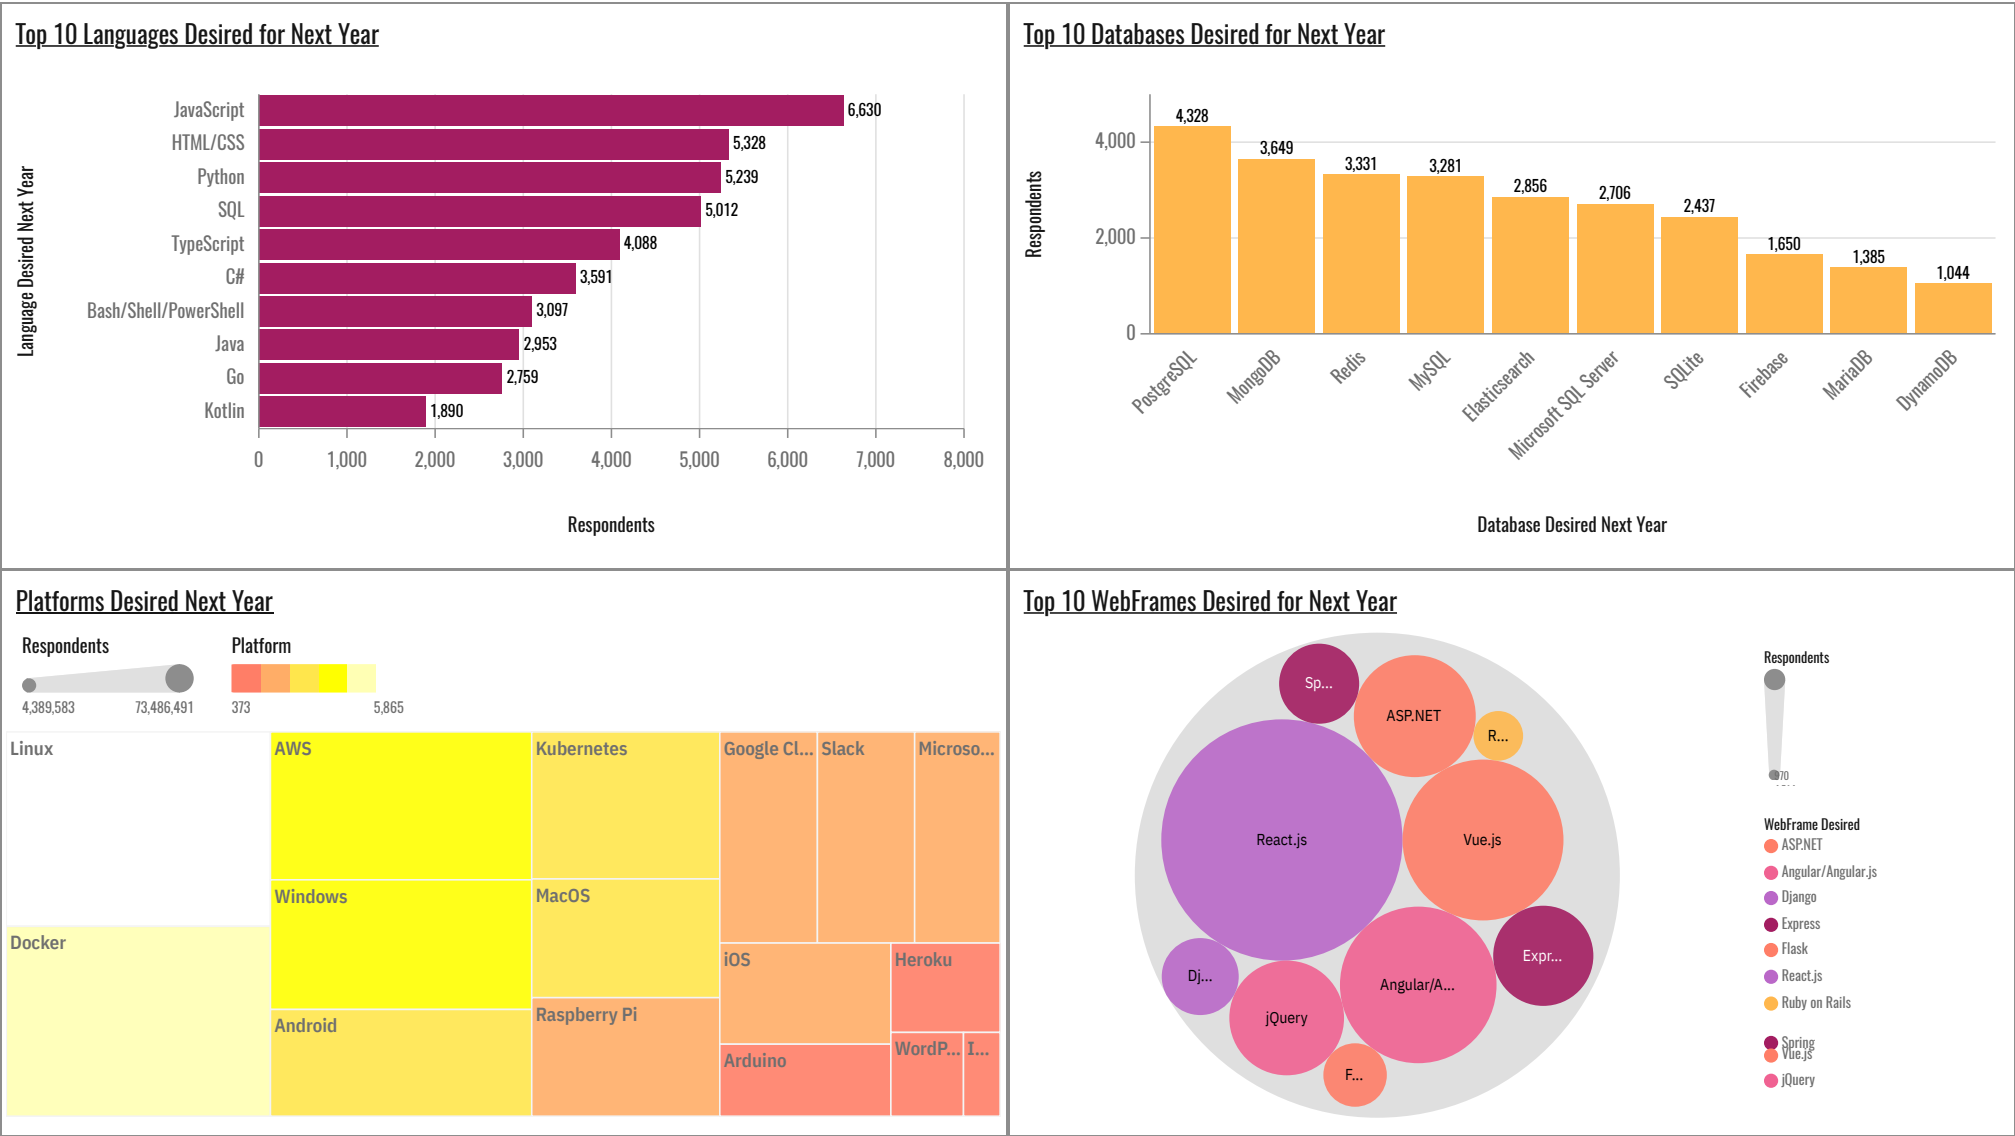 Top 10 Languages Desired for Next Year
Language Desired Next Year
JavaScript 6,630
HTML/CSS 5,328
Python 5,239
SQL 5,012
TypeScript 4,088
C# 3,591
Bash/Shell/PowerShell 3,097
Java 2,953
Go 2,759
Kotlin 1,890
0 1,000 2,000 3,000 4,000 5,000 6,000 7,000 8,000
Respondents
Top 10 Databases Desired for Next Year
Respondents
4,000
2,000
0
4,328 3,649 3,331 3,281 2,856 2,706 2,437 1,650 1,385 1,044
PostgreSQL MongoDB Redis MySQL Elasticsearch Microsoft SQL Server SQLite Firebase MariaDB DynamoDB
Database Desired Next Year
Platforms Desired Next Year
Respondents Platform
4,389,583 73,486,491 373 5,865
Linux AWS Kubernetes Google Cl... Slack Microso...
Windows MacOS
Docker iOS Heroku
Android Raspberry Pi
Arduino WordP... I...
Top 10 WebFrames Desired for Next Year
Sp...
ASP.NET
R...
React.js Vue.js
Expr...
Dj... Angular/A...
jQuery
F...
Respondents
WebFrame Desired
ASP.NET
Angular/Angular.js
Django
Express
Flask
React.js
Ruby on Rails
Spring
Vue.js
jQuery